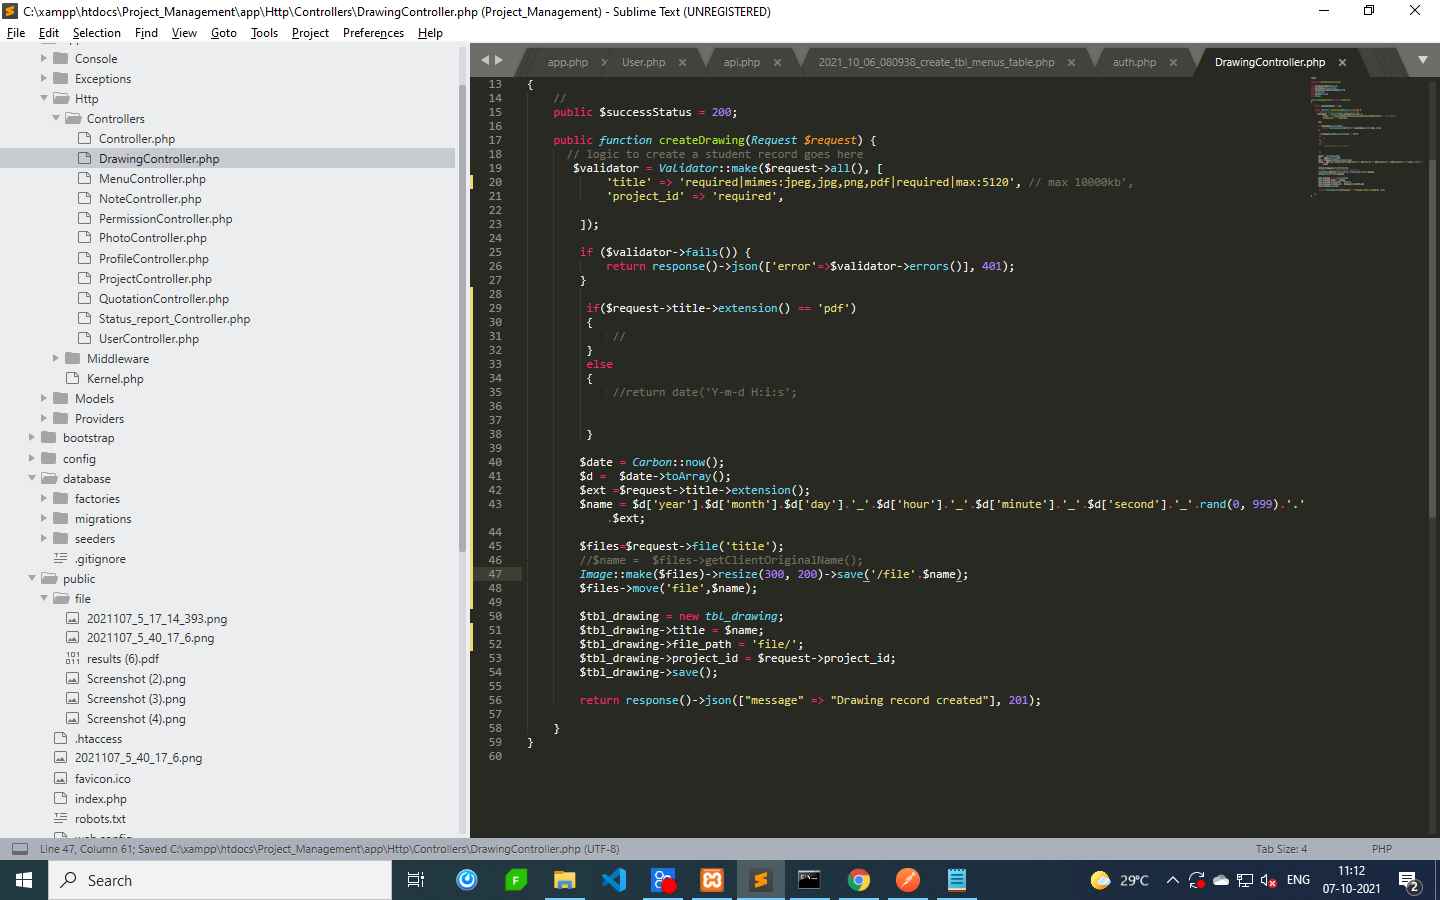 C:\xampp\htdocs\Project_Management\app\Http\Controllers\DrawingController.php (Project_Management) - Sublime Text (UNREGISTERED)
File Edit Selection Find View Goto Tools Project Preferences Help
Console
Exceptions
Http
Controllers
Controller.php
DrawingController.php
MenuController.php
NoteController.php
PermissionController.php
PhotoController.php
ProfileController.php
ProjectController.php
QuotationController.php
Status_report_Controller.php
UserController.php
Middleware
Kernel.php
Models
Providers
bootstrap
config
database
factories
migrations
seeders
.gitignore
public
file
2021107_5_17_14_393.png
2021107_5_40_17_6.png
results (6).pdf
Screenshot (2).png
Screenshot (3).png
Screenshot (4).png
.htaccess
2021107_5_40_17_6.png
favicon.ico
index.php
robots.txt
web.config
app.php User.php api.php 2021_10_06_080938_create_tbl_menus_table.php auth.php DrawingController.php
13 {
14 //
15 public $successStatus = 200;
16
17 public function createDrawing(Request $request) {
18 // logic to create a student record goes here
19 $validator = Validator::make($request->all(), [
20 'title' => 'required|mimes:jpeg,jpg,png,pdf|required|max:5120', // max 10000kb',
21 'project_id' => 'required',
22
23 ]);
24
25 if ($validator->fails()) {
26 return response()->json(['error'=>$validator->errors()], 401);
27 }
28
29 if($request->title->extension() == 'pdf')
30 {
31 //
32 }
33 else
34 {
35 //return date('Y-m-d H:i:s';
36
37
38 }
39
40 $date = Carbon::now();
41 $d =  $date->toArray();
42 $ext =$request->title->extension();
43 $name = $d['year'].$d['month'].$d['day'].'_'.$d['hour'].'_'.$d['minute'].'_'.$d['second'].'_'.rand(0, 999).'.'
.$ext;
44
45 $files=$request->file('title');
46 //$name =  $files->getClientOriginalName();
47 Image::make($files)->resize(300, 200)->save('/file'.$name);
48 $files->move('file',$name);
49
50 $tbl_drawing = new tbl_drawing;
51 $tbl_drawing->title = $name;
52 $tbl_drawing->file_path = 'file/';
53 $tbl_drawing->project_id = $request->project_id;
54 $tbl_drawing->save();
55
56 return response()->json(["message" => "Drawing record created"], 201);
57
58 }
59 }
60
Line 47, Column 61; Saved C:\xampp\htdocs\Project_Management\app\Http\Controllers\DrawingController.php (UTF-8) Tab Size: 4 PHP
Search 29°C ENG 11:12
07-10-2021 2